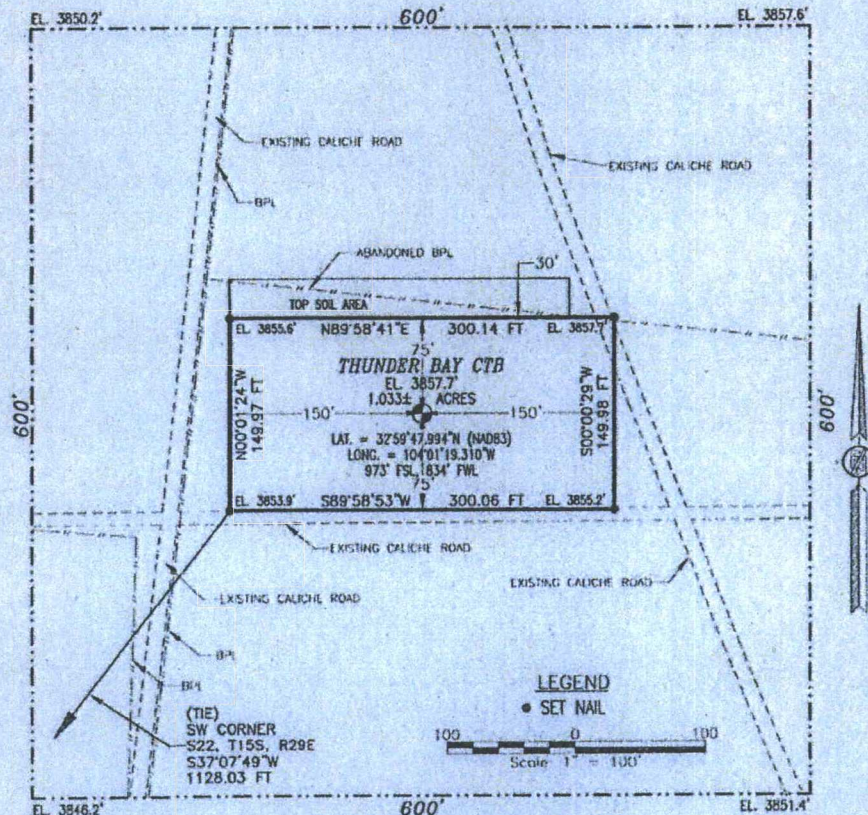 EL. 3850.2' 600' EL. 3857.6'
EXISTING CALICHE ROAD
EXISTING CALICHE ROAD
BPL
ABANDONED BPL
30'
TOP SOIL AREA
EL 3855.6' N89°58'41"E 300.14 FT EL 3857.7'
75'
THUNDER BAY CTB
EL 3857.7'
1.033± ACRES
N00°01'24"W
149.97 FT
S00°00'29"W
149.98 FT
600'
600'
150' 150'
LAT. = 32°59'47.994"N (NAD83)
LONG. = 104°01'19.310"W
973' FSL, 834' FWL
75'
EL 3853.9' S89°58'53"W 300.06 FT EL 3855.2'
EXISTING CALICHE ROAD
EXISTING CALICHE ROAD
EXISTING CALICHE ROAD
BPL
BPL
(TIE)
SW CORNER
S22, T15S, R29E
S37°07'49"W
1128.03 FT
LEGEND
SET NAIL
100 0 100
Scale 1" = 100'
EL. 3846.2' 600' EL. 3851.4'